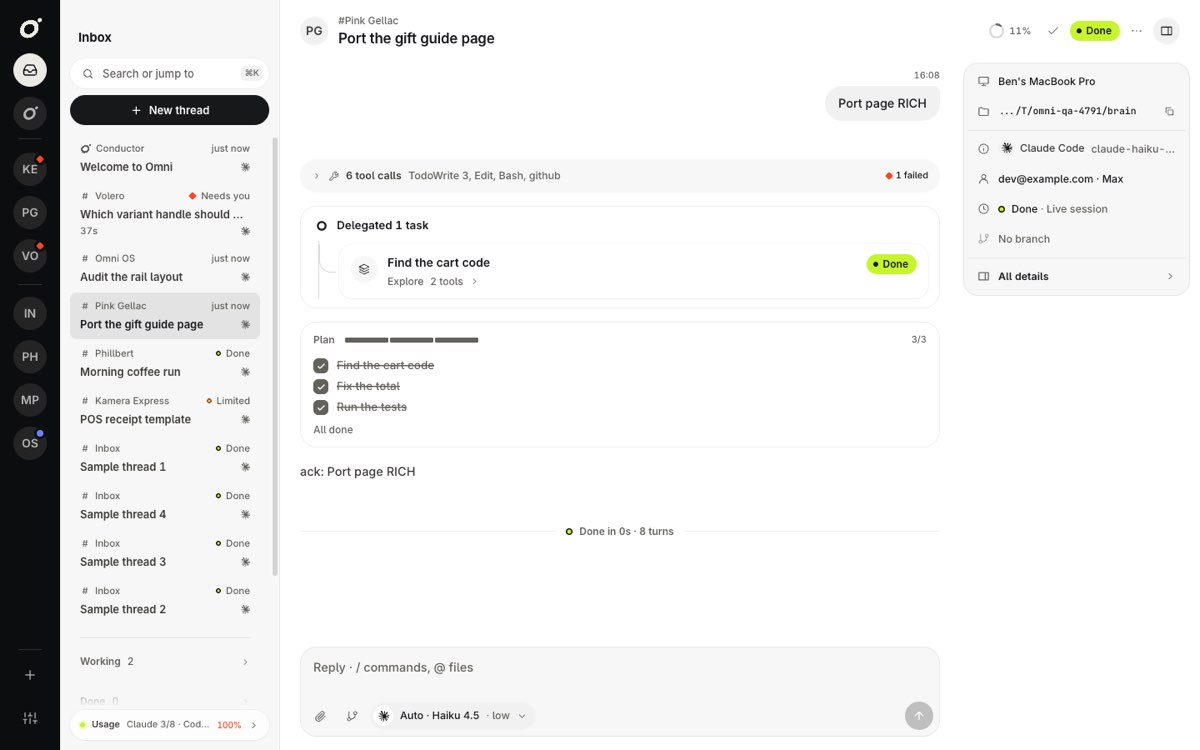 KE
PG
VO
IN
PH
MP
OS
Inbox
Search or jump to ⌘K
+ New thread
Conductor just now
Welcome to Omni
# Volero Needs you
Which variant handle should ...
37s
# Omni OS just now
Audit the rail layout
# Pink Gellac just now
Port the gift guide page
# Phillbert Done
Morning coffee run
# Kamera Express Limited
POS receipt template
# Inbox Done
Sample thread 1
# Inbox Done
Sample thread 4
# Inbox Done
Sample thread 3
# Inbox Done
Sample thread 2
Working 2
Done 0
Usage Claude 3/8 · Cod... 100%
PG
#Pink Gellac
Port the gift guide page
11%
Done
16:08
Port page RICH
6 tool calls TodoWrite 3, Edit, Bash, github 1 failed
Delegated 1 task
Find the cart code
Done
Explore 2 tools
Plan 3/3
Find the cart code
Fix the total
Run the tests
All done
ack: Port page RICH
Done in 0s · 8 turns
Reply · / commands, @ files
Auto · Haiku 4.5 · low
Ben's MacBook Pro
.../T/omni-qa-4791/brain
Claude Code claude-haiku-...
dev@example.com · Max
Done · Live session
No branch
All details